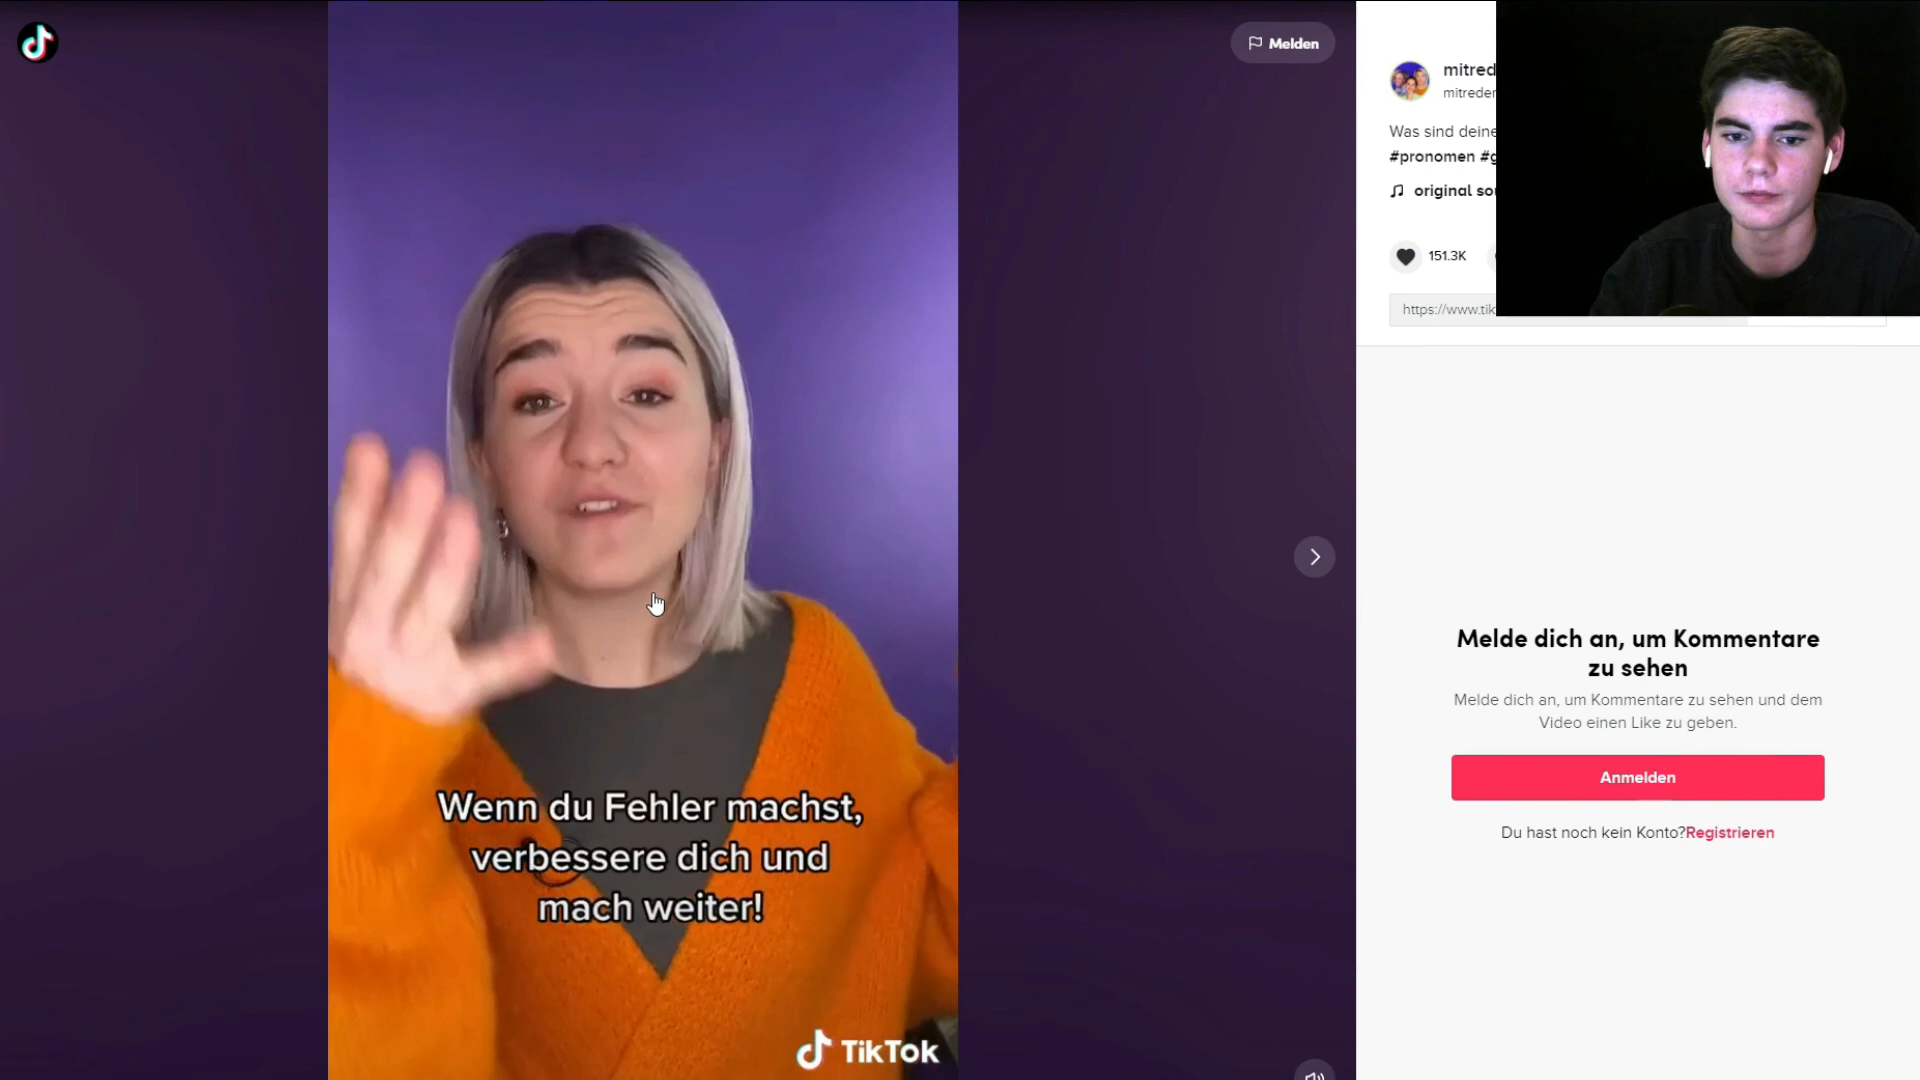 Melden
mitred
mitreder
Was sind deine
#pronomen #g
original sou
151.3K
https://www.tik
Wenn du Fehler machst,
verbessere dich und
mach weiter!
TikTok
Melde dich an, um Kommentare
zu sehen
Melde dich an, um Kommentare zu sehen und dem
Video einen Like zu geben.
Anmelden
Du hast noch kein Konto?Registrieren